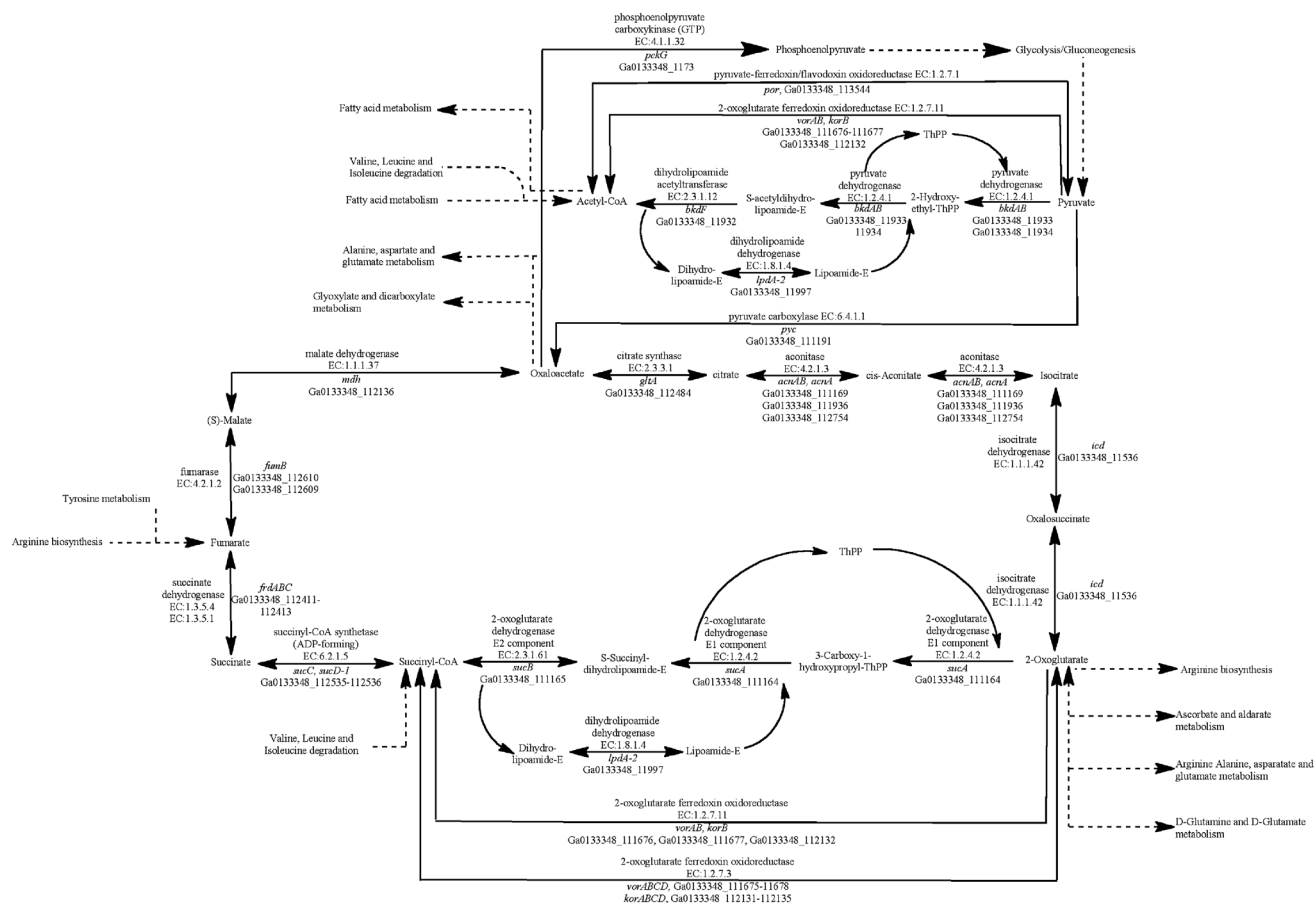 phosphoenolpyruvate
carboxykinase (GTP)
EC:4.1.1.32
pckG
Ga0133348_1173
Phosphoenolpyruvate
Glycolysis/Gluconeogenesis
pyruvate-ferredoxin/flavodoxin oxidoreductase EC:1.2.7.1
por, Ga0133348_113544
Fatty acid metabolism
2-oxoglutarate ferredoxin oxidoreductase EC:1.2.7.11
vorAB, korB
Ga0133348_111676-111677
Ga0133348_112132
ThPP
Valine, Leucine and
Isoleucine degradation
Fatty acid metabolism
Acetyl-CoA
dihydrolipoamide
acetyltransferase
EC:2.3.1.12
bkdF
Ga0133348_11932
S-acetyldihydro-
lipoamide-E
pyruvate
dehydrogenase
EC:1.2.4.1
bkdAB
Ga0133348_11933-
11934
2-Hydroxy-
ethyl-ThPP
pyruvate
dehydrogenase
EC:1.2.4.1
bkdAB
Ga0133348_11933
Ga0133348_11934
Pyruvate
Alanine, aspartate and
glutamate metabolism
Dihydro-
lipoamide-E
dihydrolipoamide
dehydrogenase
EC:1.8.1.4
lpdA-2
Ga0133348_11997
Lipoamide-E
Glyoxylate and dicarboxylate
metabolism
pyruvate carboxylase EC:6.4.1.1
pyc
Ga0133348_111191
malate dehydrogenase
EC:1.1.1.37
mdh
Ga0133348_112136
Oxaloacetate
citrate synthase
EC:2.3.3.1
gltA
Ga0133348_112484
citrate
aconitase
EC:4.2.1.3
acnAB, acnA
Ga0133348_111169
Ga0133348_111936
Ga0133348_112754
cis-Aconitate
aconitase
EC:4.2.1.3
acnAB, acnA
Ga0133348_111169
Ga0133348_111936
Ga0133348_112754
Isocitrate
(S)-Malate
isocitrate
dehydrogenase
EC:1.1.1.42
icd
Ga0133348_11536
fumarase
EC:4.2.1.2
fumB
Ga0133348_112610
Ga0133348_112609
Tyrosine metabolism
Arginine biosynthesis
Fumarate
Oxalosuccinate
ThPP
succinate
dehydrogenase
EC:1.3.5.4
EC:1.3.5.1
frdABC
Ga0133348_112411-
112413
isocitrate
dehydrogenase
EC:1.1.1.42
icd
Ga0133348_11536
Succinate
succinyl-CoA synthetase
(ADP-forming)
EC:6.2.1.5
sucC, sucD-1
Ga0133348_112535-112536
Succinyl-CoA
2-oxoglutarate
dehydrogenase
E2 component
EC:2.3.1.61
sucB
Ga0133348_111165
S-Succinyl-
dihydrolipoamide-E
2-oxoglutarate
dehydrogenase
E1 component
EC:1.2.4.2
sucA
Ga0133348_111164
3-Carboxy-1-
hydroxypropyl-ThPP
2-oxoglutarate
dehydrogenase
E1 component
EC:1.2.4.2
sucA
Ga0133348_111164
2-Oxoglutarate
Arginine biosynthesis
Ascorbate and aldarate
metabolism
Valine, Leucine and
Isoleucine degradation
Dihydro-
lipoamide-E
dihydrolipoamide
dehydrogenase
EC:1.8.1.4
lpdA-2
Ga0133348_11997
Lipoamide-E
Arginine Alanine, asparatate and
glutamate metabolism
2-oxoglutarate ferredoxin oxidoreductase
EC:1.2.7.11
vorAB, korB
Ga0133348_111676, Ga0133348_111677, Ga0133348_112132
D-Glutamine and D-Glutamate
metabolism
2-oxoglutarate ferredoxin oxidoreductase
EC:1.2.7.3
vorABCD, Ga0133348_111675-11678
korABCD, Ga0133348_112131-112135